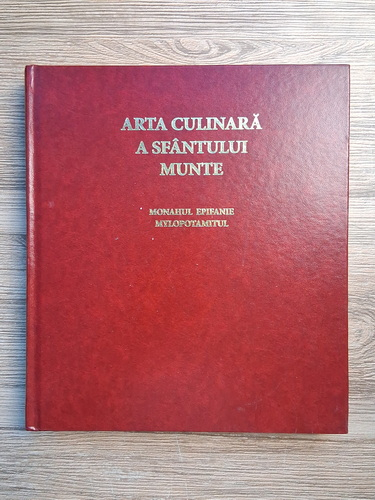 ARTA CULINARĂ
A SFÂNTULUI
MUNTE
MONAHUL EPIFANIE
MYLOPOTAMITUL